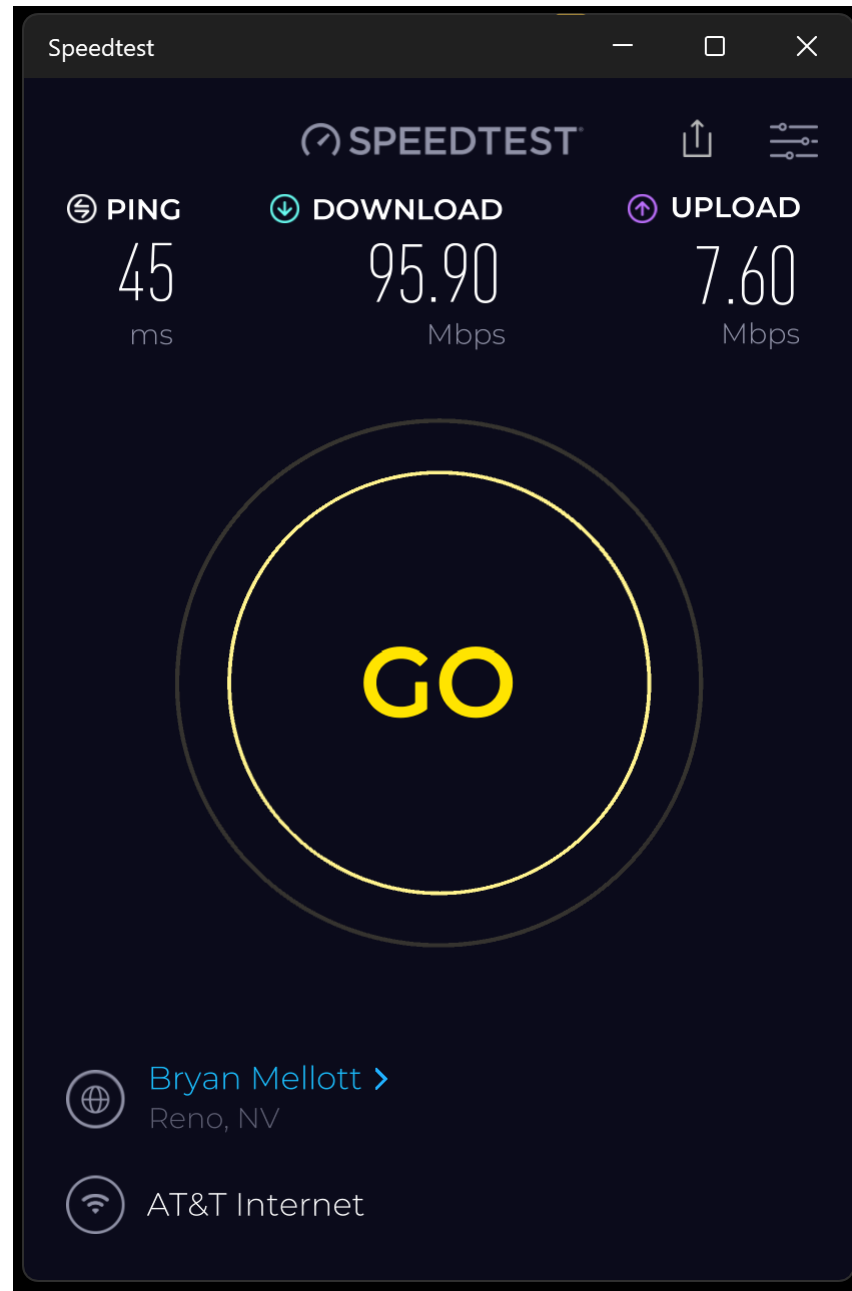 Speedtest
SPEEDTEST
PING
DOWNLOAD
UPLOAD
45
95.90
7.60
ms
Mbps
Mbps
GO
Bryan Mellott
Reno, NV
AT&T Internet